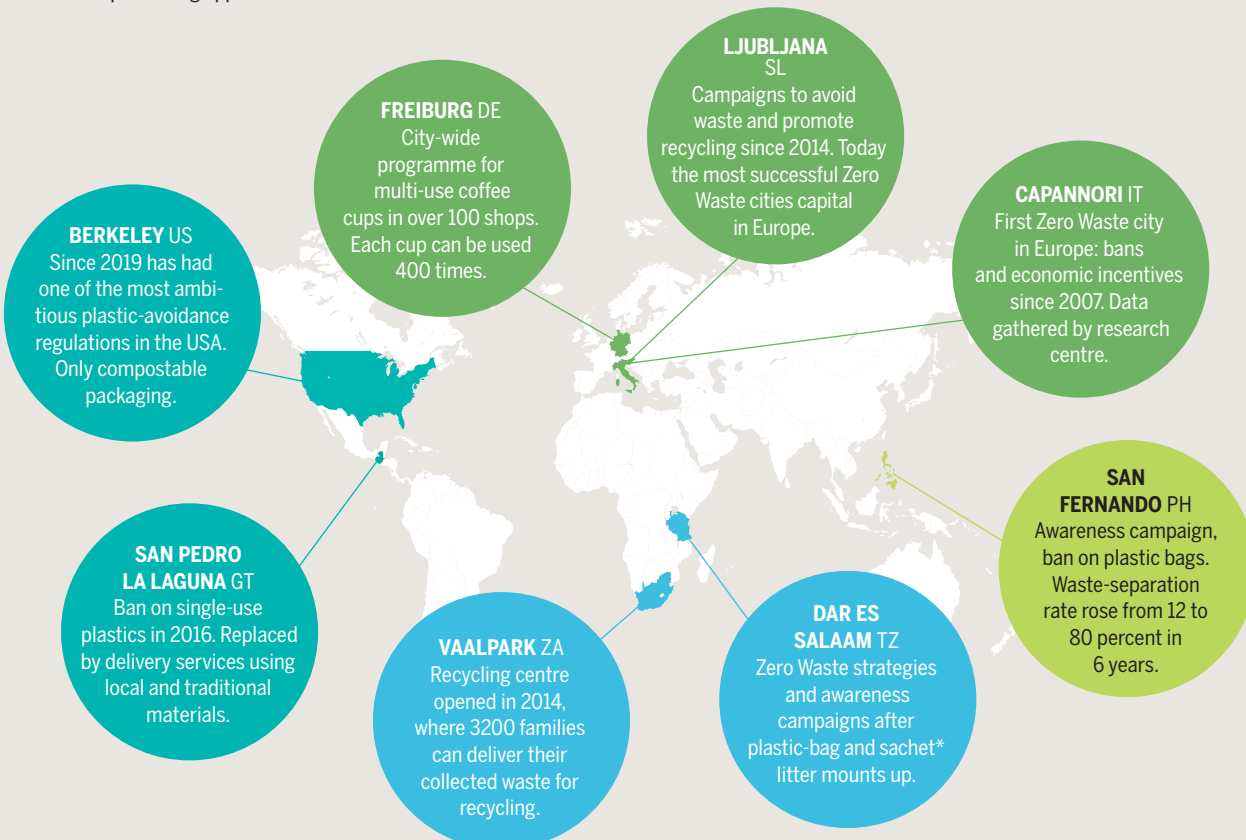 LJUBLJANA
SL
Campaigns to avoid
waste and promote
recycling since 2014. Today
the most successful Zero
Waste cities capital
in Europe.
FREIBURG DE
City-wide
programme for
multi-use coffee
cups in over 100 shops.
Each cup can be used
400 times.
CAPANNORI IT
First Zero Waste city
in Europe: bans
and economic incentives
since 2007. Data
gathered by research
centre.
BERKELEY US
Since 2019 has had
one of the most ambi-
tious plastic-avoidance
regulations in the USA.
Only compostable
packaging.
SAN
FERNANDO PH
Awareness campaign,
ban on plastic bags.
Waste-separation
rate rose from 12 to
80 percent in
6 years.
SAN PEDRO
LA LAGUNA GT
Ban on single-use
plastics in 2016. Replaced
by delivery services using
local and traditional
materials.
VAALPARK ZA
Recycling centre
opened in 2014,
where 3200 families
can deliver their
collected waste for
recycling.
DAR ES
SALAAM TZ
Zero Waste strategies
and awareness
campaigns after
plastic-bag and sachet*
litter mounts up.